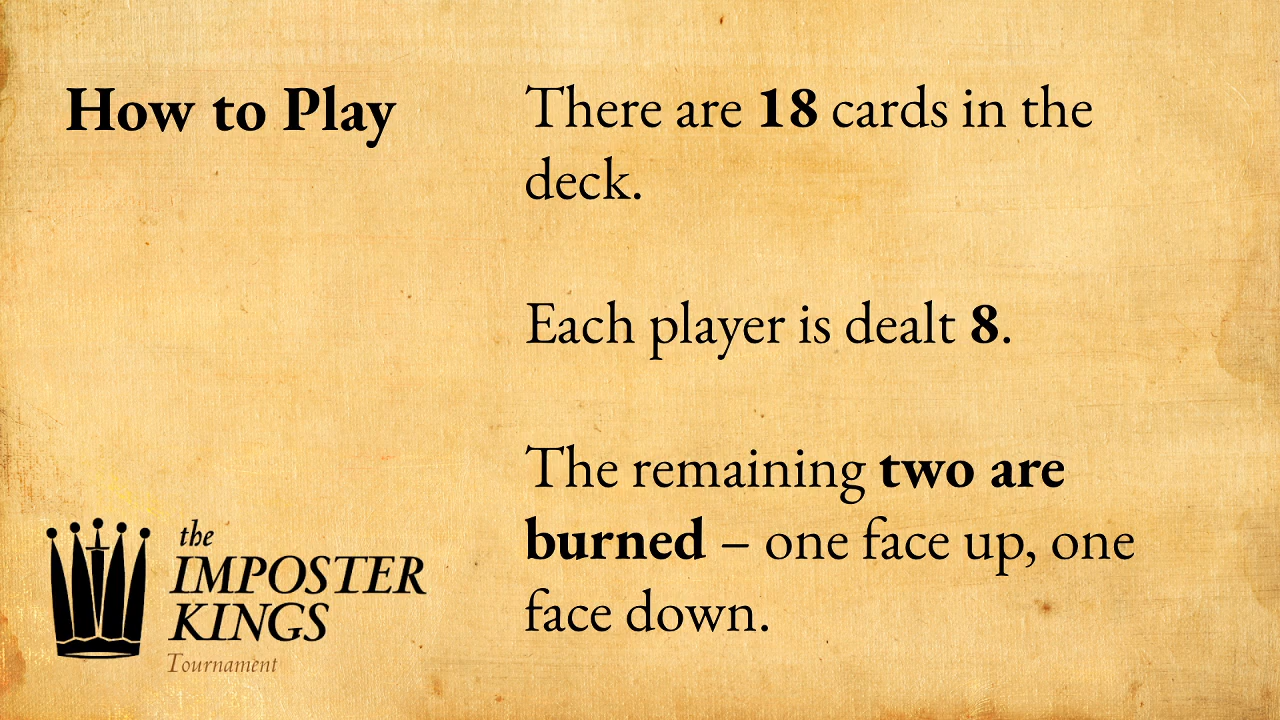 How to Play
There are 18 cards in the
deck.
Each player is dealt 8.
The remaining two are
burned – one face up, one
face down.
the
IMPOSTER
KINGS
Tournament